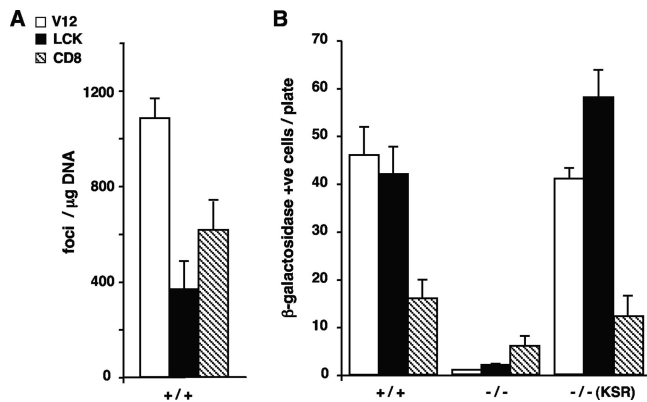 A
V12
LCK
CD8
foci / μg DNA
1200
800
400
0
+/+
B
β-galactosidase +ve cells / plate
70
60
50
40
30
20
10
0
+/+
-/-
-/- (KSR)